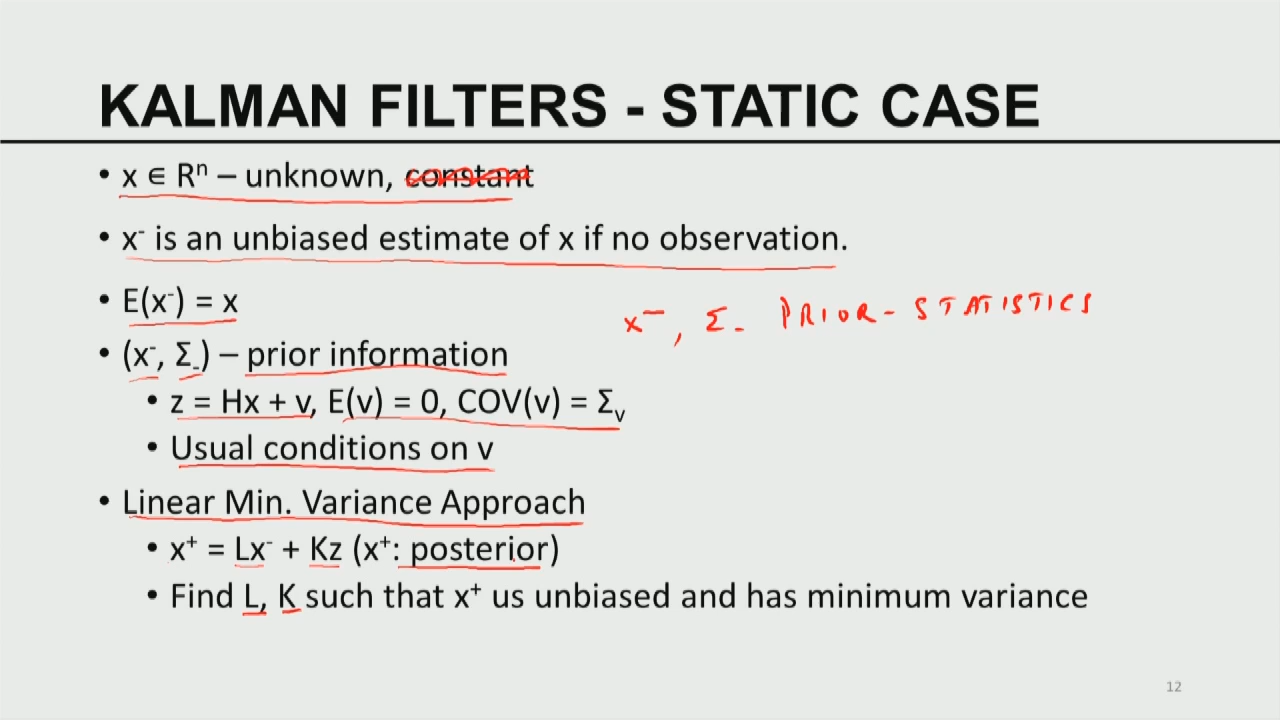 KALMAN FILTERS - STATIC CASE
• x ∈ Rⁿ – unknown, constant
• x⁻ is an unbiased estimate of x if no observation.
• E(x⁻) = x
x⁻, Σ₋ PRIOR - STATISTICS
• (x⁻, Σ₋) – prior information
• z = Hx + v, E(v) = 0, COV(v) = Σᵥ
• Usual conditions on v
• Linear Min. Variance Approach
• x⁺ = Lx⁻ + Kz (x⁺: posterior)
• Find L, K such that x⁺ us unbiased and has minimum variance
12